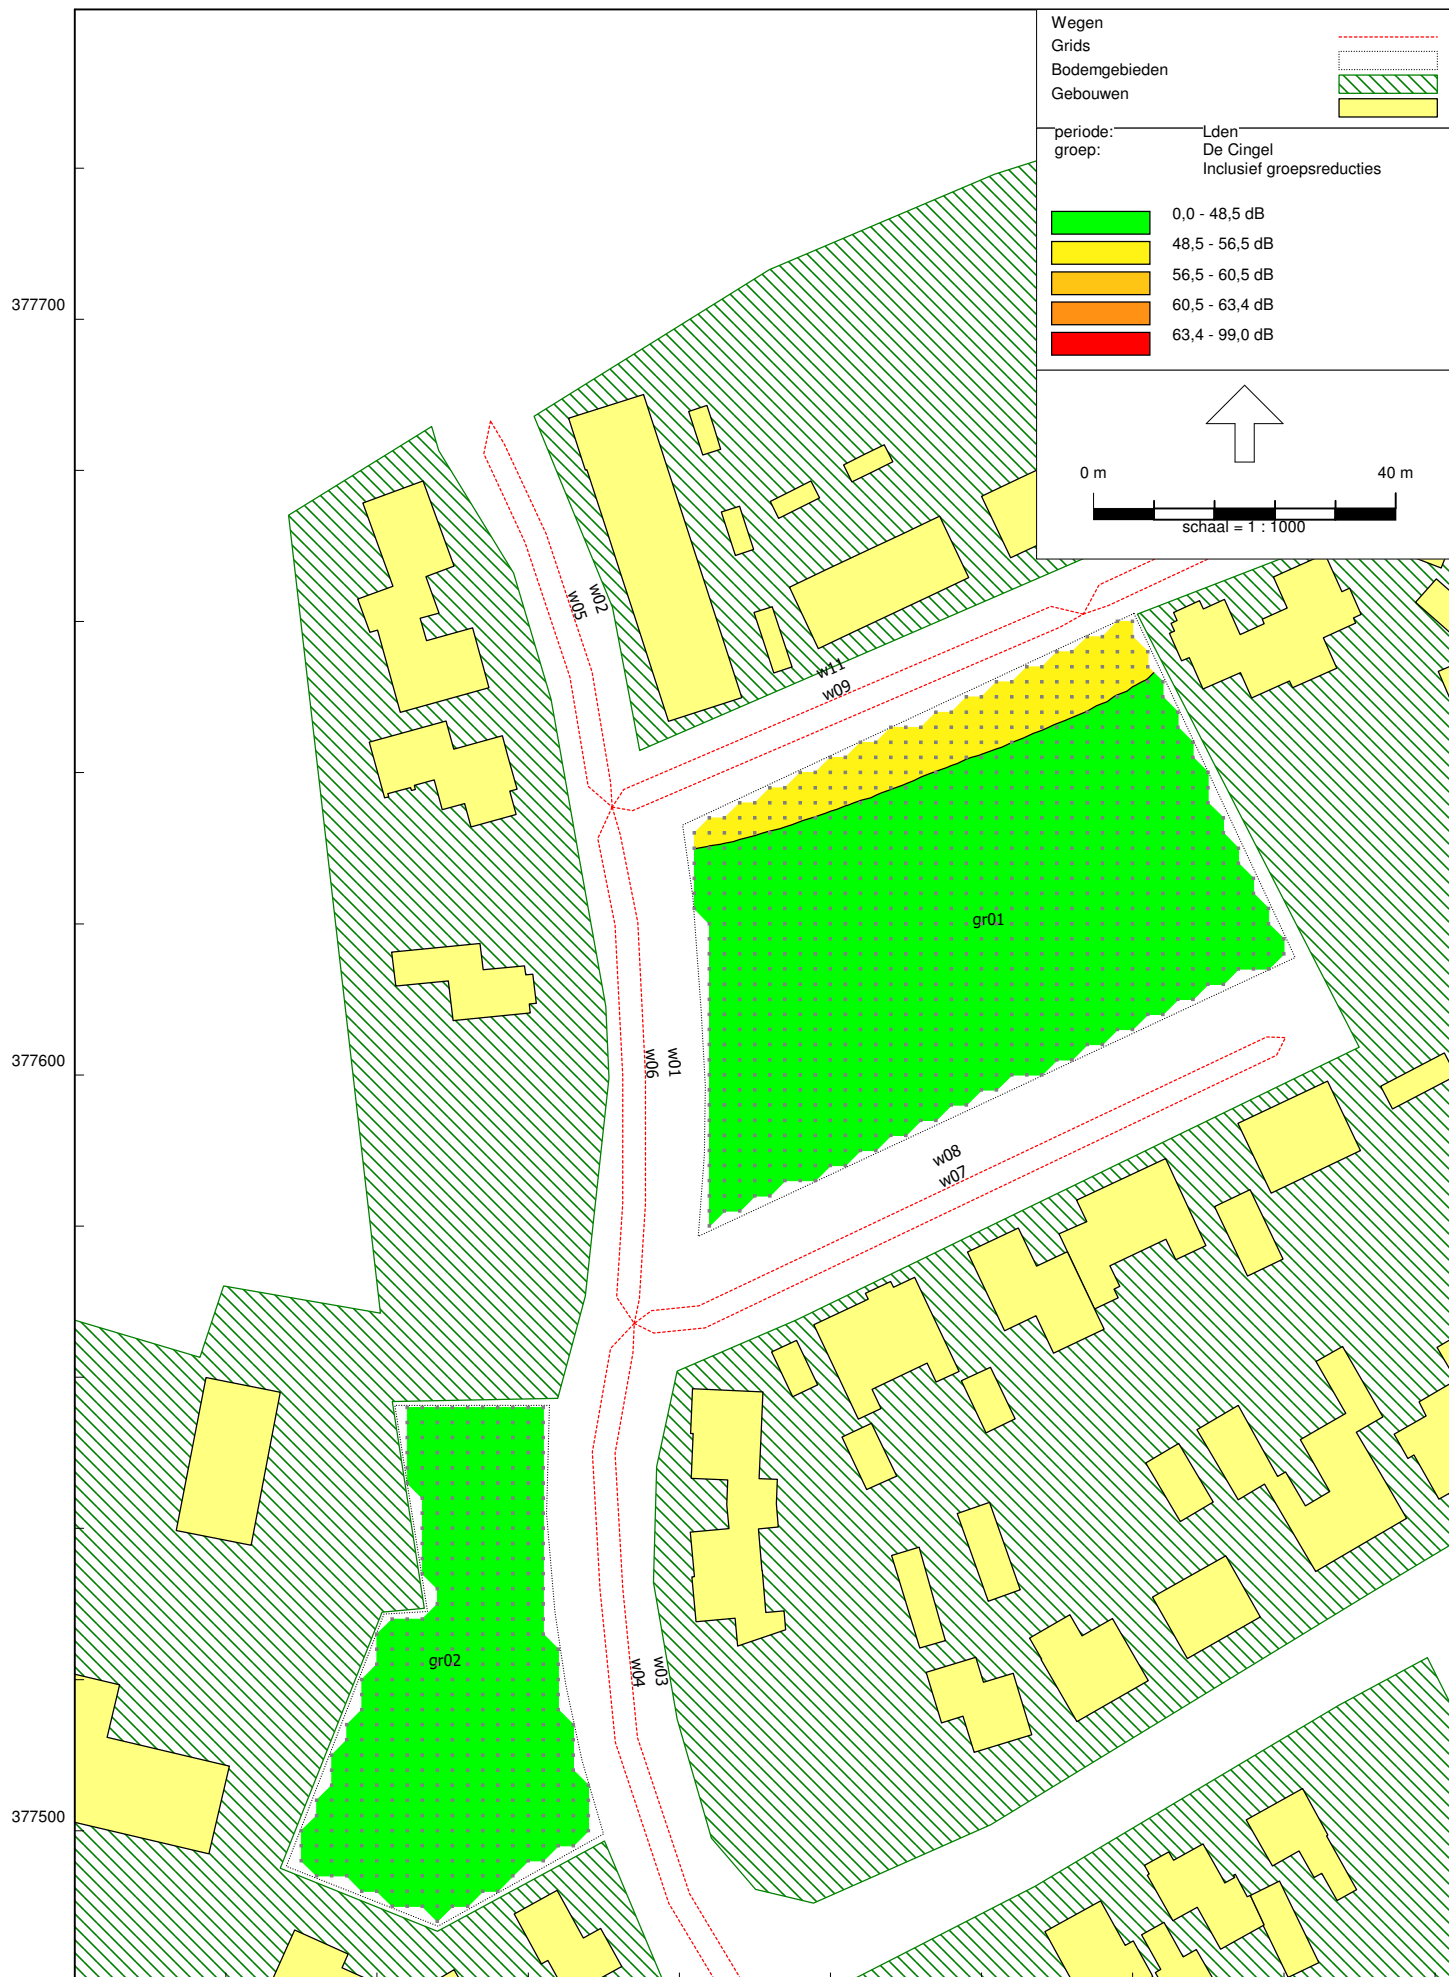 Wegen
Grids
Bodemgebieden
Gebouwen
periode: Lden
groep: De Cingel
Inclusief groepsreducties
0,0 - 48,5 dB
48,5 - 56,5 dB
56,5 - 60,5 dB
60,5 - 63,4 dB
63,4 - 99,0 dB
377700
0 m 40 m
schaal = 1 : 1000
w02
w05
w11
w09
gr01
377600
w01
w06
w08
w07
gr02
w03
w04
377500